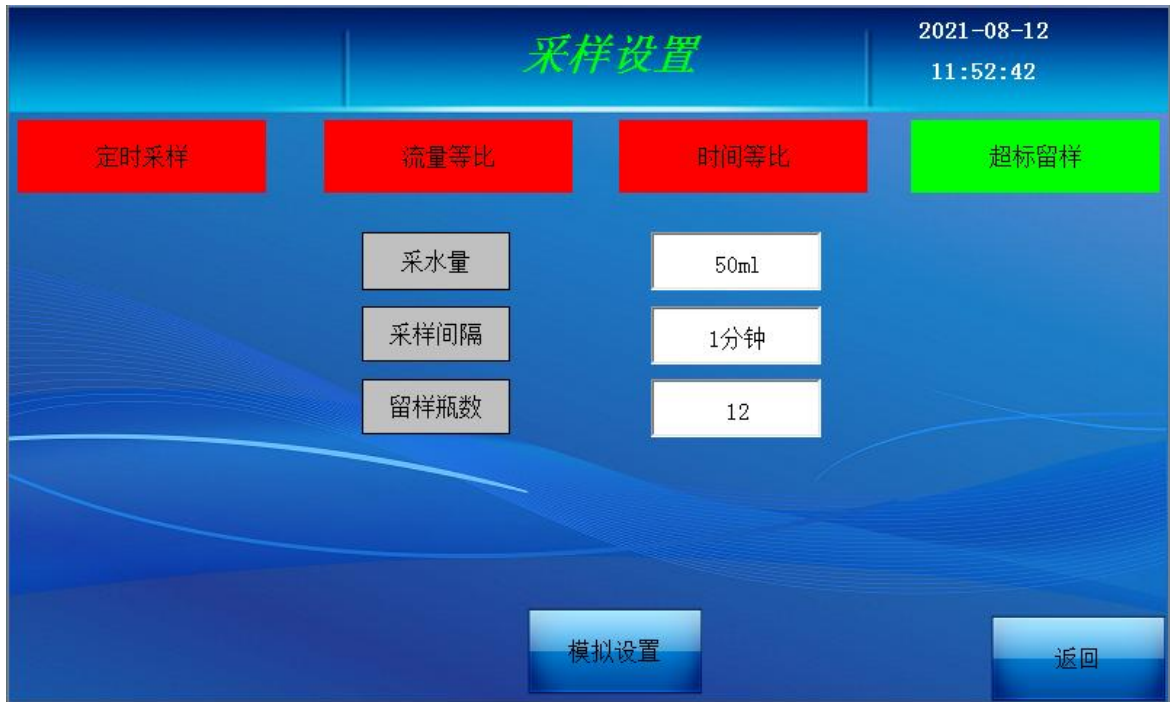 采样设置
2021-08-12
11:52:42
定时采样
流量等比
时间等比
超标留样
采水量
50ml
采样间隔
1分钟
留样瓶数
12
模拟设置
返回